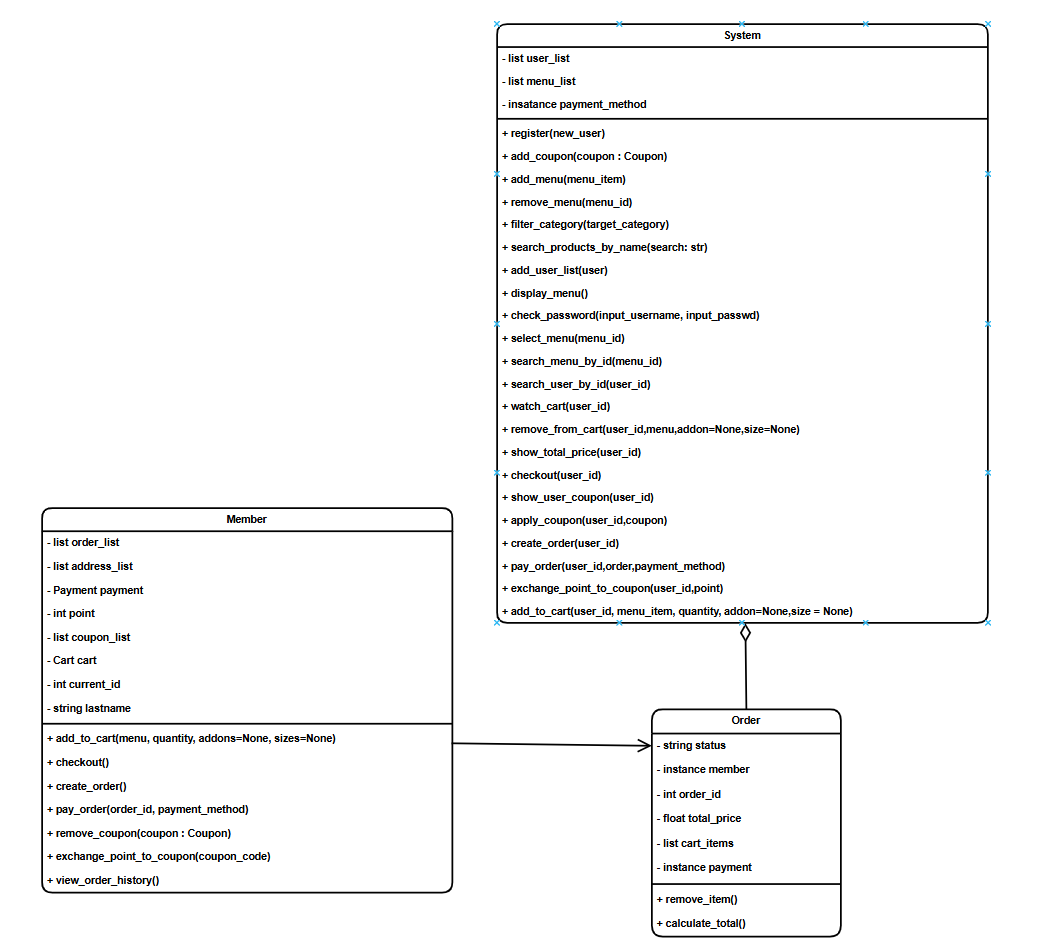 System
- list user_list
- list menu_list
- insatance payment_method
+ register(new_user)
+ add_coupon(coupon : Coupon)
+ add_menu(menu_item)
+ remove_menu(menu_id)
+ filter_category(target_category)
+ search_products_by_name(search: str)
+ add_user_list(user)
+ display_menu()
+ check_password(input_username, input_passwd)
+ select_menu(menu_id)
+ search_menu_by_id(menu_id)
+ search_user_by_id(user_id)
+ watch_cart(user_id)
+ remove_from_cart(user_id,menu,addon=None,size=None)
+ show_total_price(user_id)
+ checkout(user_id)
+ show_user_coupon(user_id)
+ apply_coupon(user_id,coupon)
+ create_order(user_id)
+ pay_order(user_id,order,payment_method)
+ exchange_point_to_coupon(user_id,point)
+ add_to_cart(user_id, menu_item, quantity, addon=None,size = None)
Member
- list order_list
- list address_list
- Payment payment
- int point
- list coupon_list
- Cart cart
- int current_id
- string lastname
+ add_to_cart(menu, quantity, addons=None, sizes=None)
+ checkout()
+ create_order()
+ pay_order(order_id, payment_method)
+ remove_coupon(coupon : Coupon)
+ exchange_point_to_coupon(coupon_code)
+ view_order_history()
Order
- string status
- instance member
- int order_id
- float total_price
- list cart_items
- instance payment
+ remove_item()
+ calculate_total()